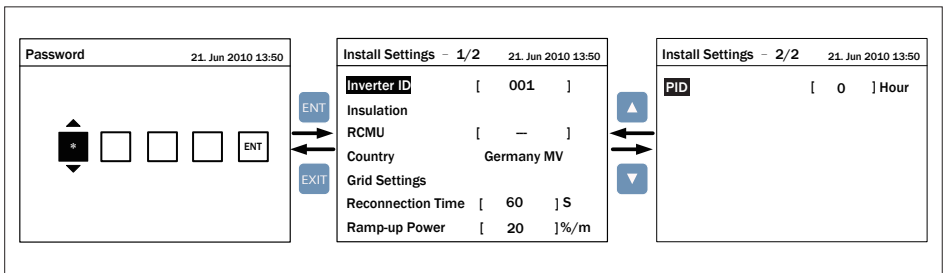 Password 21. Jun 2010 13:50
* ENT
ENT
EXIT
Install Settings – 1/2 21. Jun 2010 13:50
Inverter ID [ 001 ]
Insulation
RCMU [ --- ]
Country Germany MV
Grid Settings
Reconnection Time [ 60 ] S
Ramp-up Power [ 20 ]%/m
▲
▼
Install Settings – 2/2 21. Jun 2010 13:50
PID [ 0 ] Hour